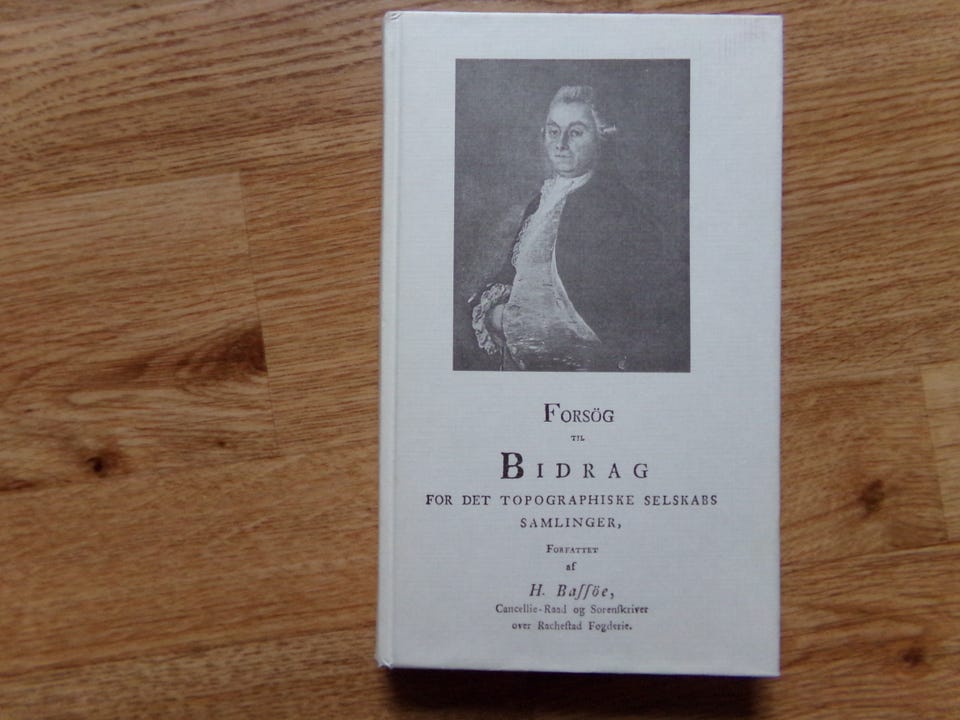 FORSÖG
TIL
BIDRAG
FOR DET TOPOGRAPHISKE SELSKABS
SAMLINGER,
FORFATTET
af
H. Baſſöe,
Cancellie-Raad og Sorenſkriver
over Racheſtad Fogderie.